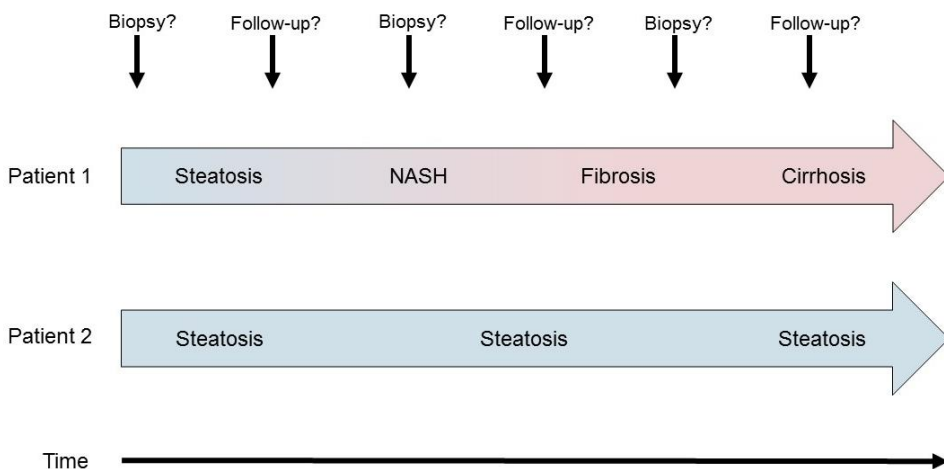 Biopsy? Follow-up? Biopsy? Follow-up? Biopsy? Follow-up?
Patient 1 Steatosis NASH Fibrosis Cirrhosis
Patient 2 Steatosis Steatosis Steatosis
Time